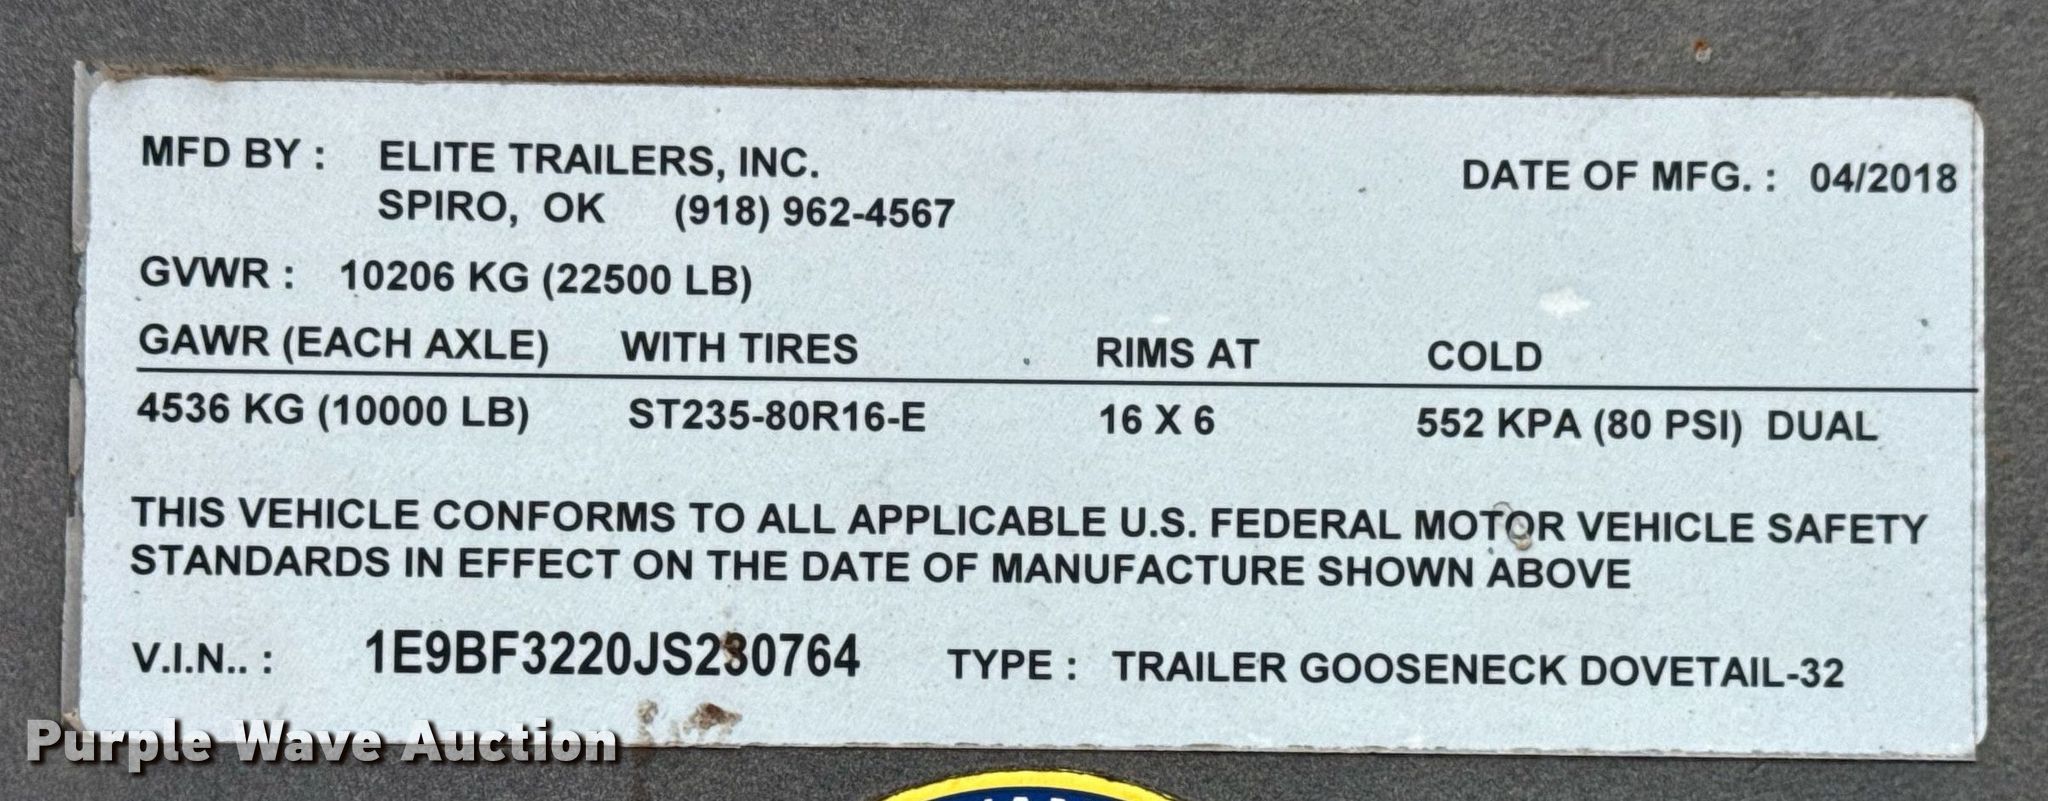 MFD BY : ELITE TRAILERS, INC.
DATE OF MFG. : 04/2018
SPIRO, OK (918) 962-4567
GVWR : 10206 KG (22500 LB)
GAWR (EACH AXLE) WITH TIRES RIMS AT COLD
4536 KG (10000 LB) ST235-80R16-E 16 X 6 552 KPA (80 PSI) DUAL
THIS VEHICLE CONFORMS TO ALL APPLICABLE U.S. FEDERAL MOTOR VEHICLE SAFETY
STANDARDS IN EFFECT ON THE DATE OF MANUFACTURE SHOWN ABOVE
V.I.N.. : 1E9BF3220JS230764 TYPE : TRAILER GOOSENECK DOVETAIL-32
Purple Wave Auction